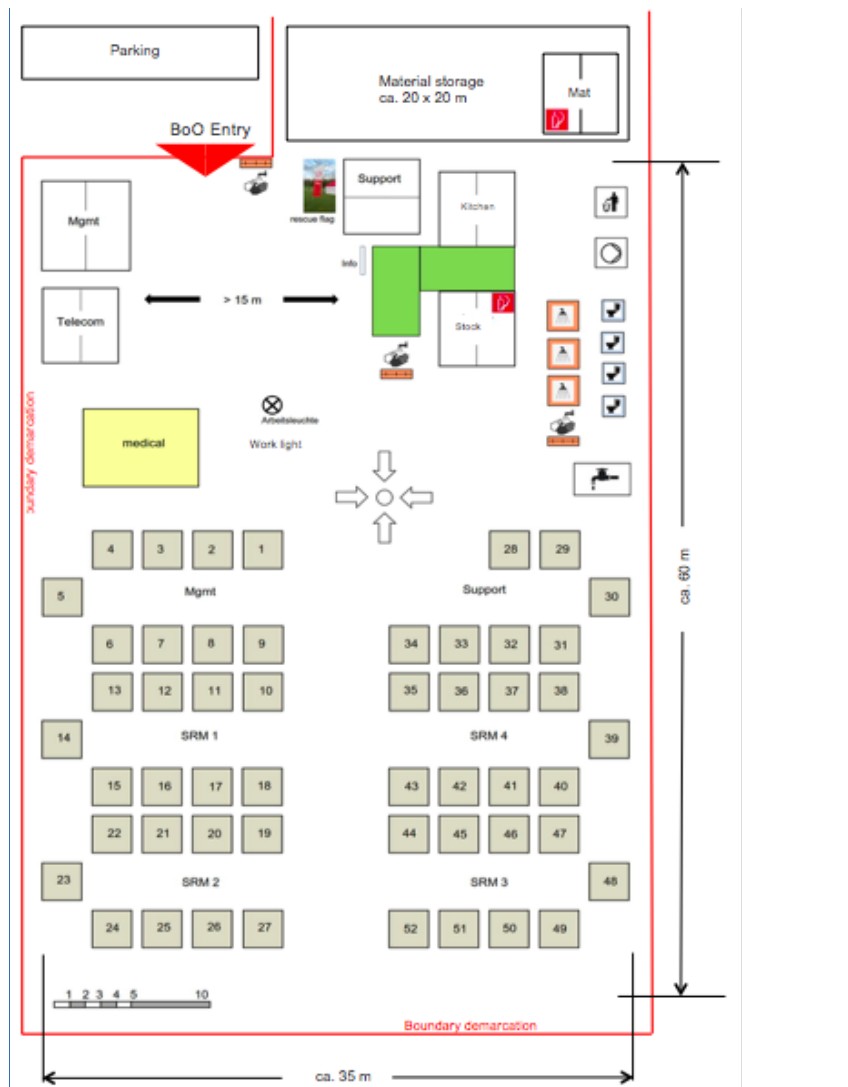 Parking
Material storage
ca. 20 x 20 m
Mat
BoO Entry
Support
Mgmt
Kitchen
rescue flag
Info
> 15 m
Telecom
Stock
Arbeitsleuchte
Work light
medical
oundary demarcation
4 3 2 1
28 29
Mgmt
Support
5
30
ca. 60 m
6 7 8 9
34 33 32 31
13 12 11 10
35 36 37 38
SRM 1
SRM 4
14
39
15 16 17 18
43 42 41 40
22 21 20 19
44 45 46 47
SRM 2
SRM 3
23
48
24 25 26 27
52 51 50 49
1 2 3 4 5 10
Boundary demarcation
ca. 35 m